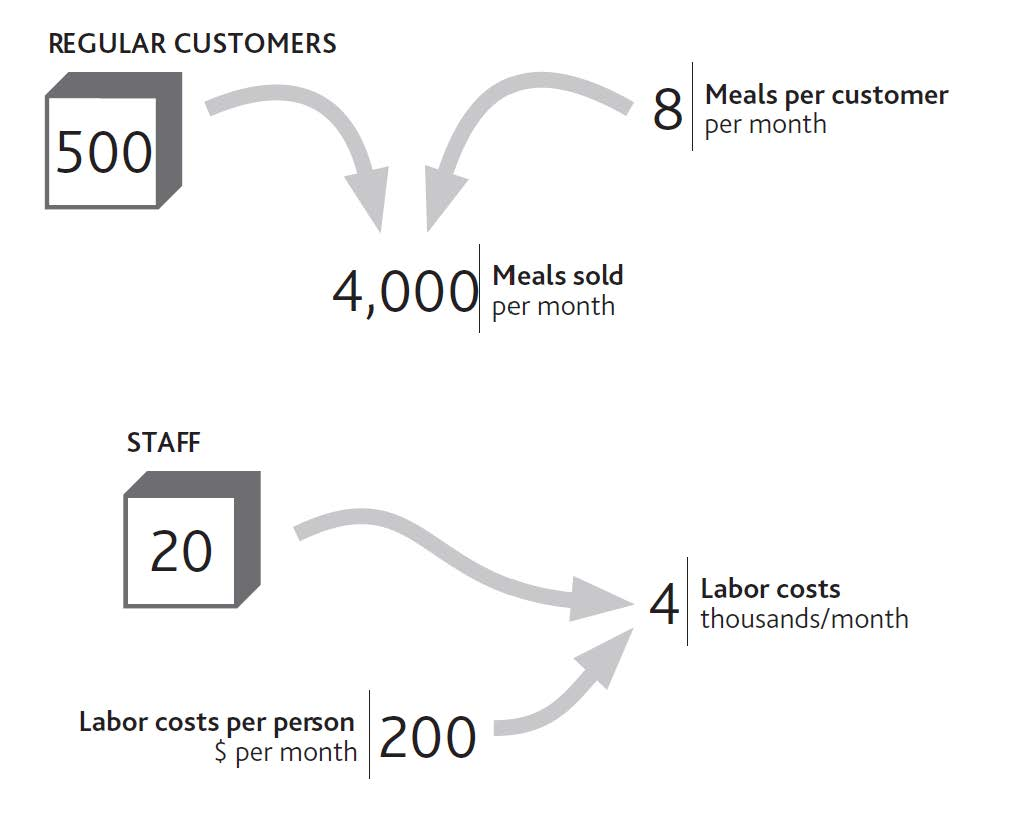 REGULAR CUSTOMERS
500
8
Meals per customer
per month
4,000
Meals sold
per month
STAFF
20
4
Labor costs
thousands/month
Labor costs per person
$ per month
200